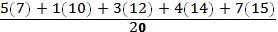 5(7) + 1(10) + 3(12) + 4(14) + 7(15)
20